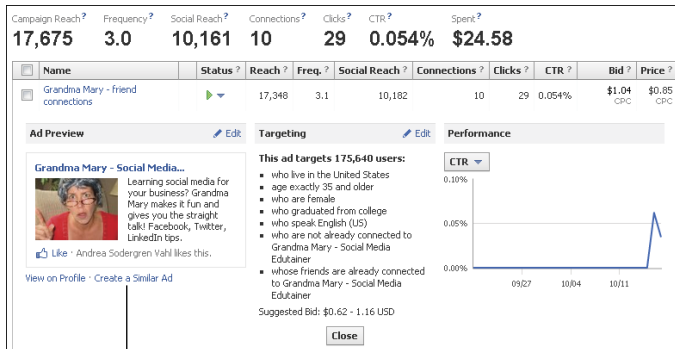 Campaign Reach? Frequency? Social Reach? Connections? Clicks? CTR? Spent?
17,675 3.0 10,161 10 29 0.054% $24.58
Name Status? Reach? Freq.? Social Reach? Connections? Clicks? CTR? Bid? Price?
Grandma Mary - friend
connections
17,348 3.1 10,182 10 29 0.054% $1.04 $0.85
CPC CPC
Ad Preview Edit
Grandma Mary - Social Media...
Learning social media for
your business? Grandma
Mary makes it fun and
gives you the straight
talk! Facebook, Twitter,
LinkedIn tips.
Like · Andrea Sodergren Vahl likes this.
View on Profile · Create a Similar Ad
Targeting Edit
This ad targets 175,640 users:
who live in the United States
age exactly 35 and older
who are female
who graduated from college
who speak English (US)
who are not already connected to
Grandma Mary - Social Media
Edutainer
whose friends are already connected
to Grandma Mary - Social Media
Edutainer
Suggested Bid: $0.62 - 1.16 USD
Performance
CTR
0.10%
0.05%
0.00%
09/27 10/04 10/11
Close